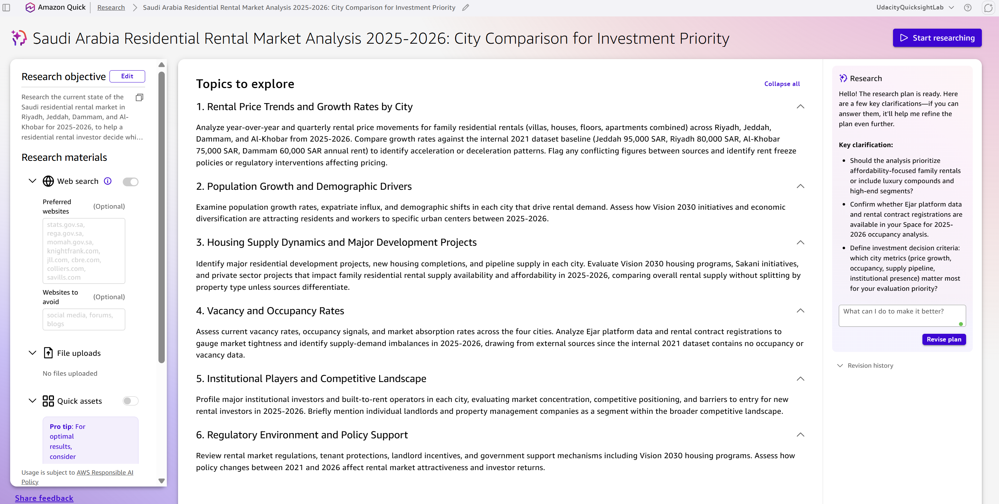 Amazon Quick
Research
Saudi Arabia Residential Rental Market Analysis 2025-2026: City Comparison for Investment Priority
UdacityQuicksightLab
Saudi Arabia Residential Rental Market Analysis 2025-2026: City Comparison for Investment Priority
Start researching
Research objective
Edit
Research the current state of the
Saudi residential rental market in
Riyadh, Jeddah, Dammam, and Al-
Khobar for 2025-2026, to help a
residential rental investor decide whi...
Research materials
Web search
Preferred
websites
(Optional)
stats.gov.sa,
rega.gov.sa,
momah.gov.sa,
knightfrank.com,
jll.com, cbre.com,
colliers.com,
savills.com
Websites to
avoid
(Optional)
social media, forums,
blogs
File uploads
No files uploaded
Quick assets
Pro tip: For
optimal
results,
consider
Usage is subject to AWS Responsible AI
Policy
Share feedback
Topics to explore
Collapse all
1. Rental Price Trends and Growth Rates by City
Analyze year-over-year and quarterly rental price movements for family residential rentals (villas, houses, floors, apartments combined) across Riyadh, Jeddah,
Dammam, and Al-Khobar from 2025-2026. Compare growth rates against the internal 2021 dataset baseline (Jeddah 95,000 SAR, Riyadh 80,000 SAR, Al-Khobar
75,000 SAR, Dammam 60,000 SAR annual rent) to identify acceleration or deceleration patterns. Flag any conflicting figures between sources and identify rent freeze
policies or regulatory interventions affecting pricing.
2. Population Growth and Demographic Drivers
Examine population growth rates, expatriate influx, and demographic shifts in each city that drive rental demand. Assess how Vision 2030 initiatives and economic
diversification are attracting residents and workers to specific urban centers between 2025-2026.
3. Housing Supply Dynamics and Major Development Projects
Identify major residential development projects, new housing completions, and pipeline supply in each city. Evaluate Vision 2030 housing programs, Sakani initiatives,
and private sector projects that impact family residential rental supply availability and affordability in 2025-2026, comparing overall rental supply without splitting by
property type unless sources differentiate.
4. Vacancy and Occupancy Rates
Assess current vacancy rates, occupancy signals, and market absorption rates across the four cities. Analyze Ejar platform data and rental contract registrations to
gauge market tightness and identify supply-demand imbalances in 2025-2026, drawing from external sources since the internal 2021 dataset contains no occupancy or
vacancy data.
5. Institutional Players and Competitive Landscape
Profile major institutional investors and built-to-rent operators in each city, evaluating market concentration, competitive positioning, and barriers to entry for new
rental investors in 2025-2026. Briefly mention individual landlords and property management companies as a segment within the broader competitive landscape.
6. Regulatory Environment and Policy Support
Review rental market regulations, tenant protections, landlord incentives, and government support mechanisms including Vision 2030 housing programs. Assess how
policy changes between 2021 and 2026 affect rental market attractiveness and investor returns.
Research
Hello! The research plan is ready. Here
are a few key clarifications—if you can
answer them, it'll help me refine the
plan even further.
Key clarification:
• Should the analysis prioritize
affordability-focused family rentals
or include luxury compounds and
high-end segments?
• Confirm whether Ejar platform data
and rental contract registrations are
available in your Space for 2025-
2026 occupancy analysis.
• Define investment decision criteria:
which city metrics (price growth,
occupancy, supply pipeline,
institutional presence) matter most
for your evaluation priority?
What can I do to make it better?
Revise plan
Revision history